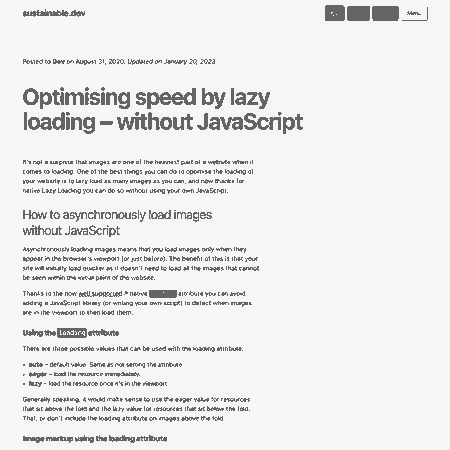 sustainable.dev
Menu
Posted to Dev on August 31, 2020. Updated on January 20, 2023
Optimising speed by lazy
loading – without JavaScript
It's not a surprise that images are one of the heaviest part of a website when it
comes to loading. One of the best things you can do to optimise the loading of
your website is to lazy load as many images as you can, and now thanks for
native Lazy Loading you can do so without using your own JavaScript.
How to asynchronously load images
without JavaScript
Asynchronously loading images means that you load images only when they
appear in the browser's viewport (or just before). The benefit of this is that your
site will initially load quicker as it doesn't need to load all the images that cannot
be seen within the initial paint of the website.
Thanks to the now well supported native attribute you can avoid
adding a JavaScript library (or writing your own script) to detect when images
are in the viewport to then load them.
Using the loading attribute
There are three possible values that can be used with the loading attribute.
• auto – default value. Same as not setting the attribute
• eager – load the resource immediately.
• lazy – load the resource once it's in the viewport
Generally speaking, it would make sense to use the eager value for resources
that sit above the fold and the lazy value for resources that sit below the fold.
That, or don't include the loading attribute on images above the fold
Image markup using the loading attribute